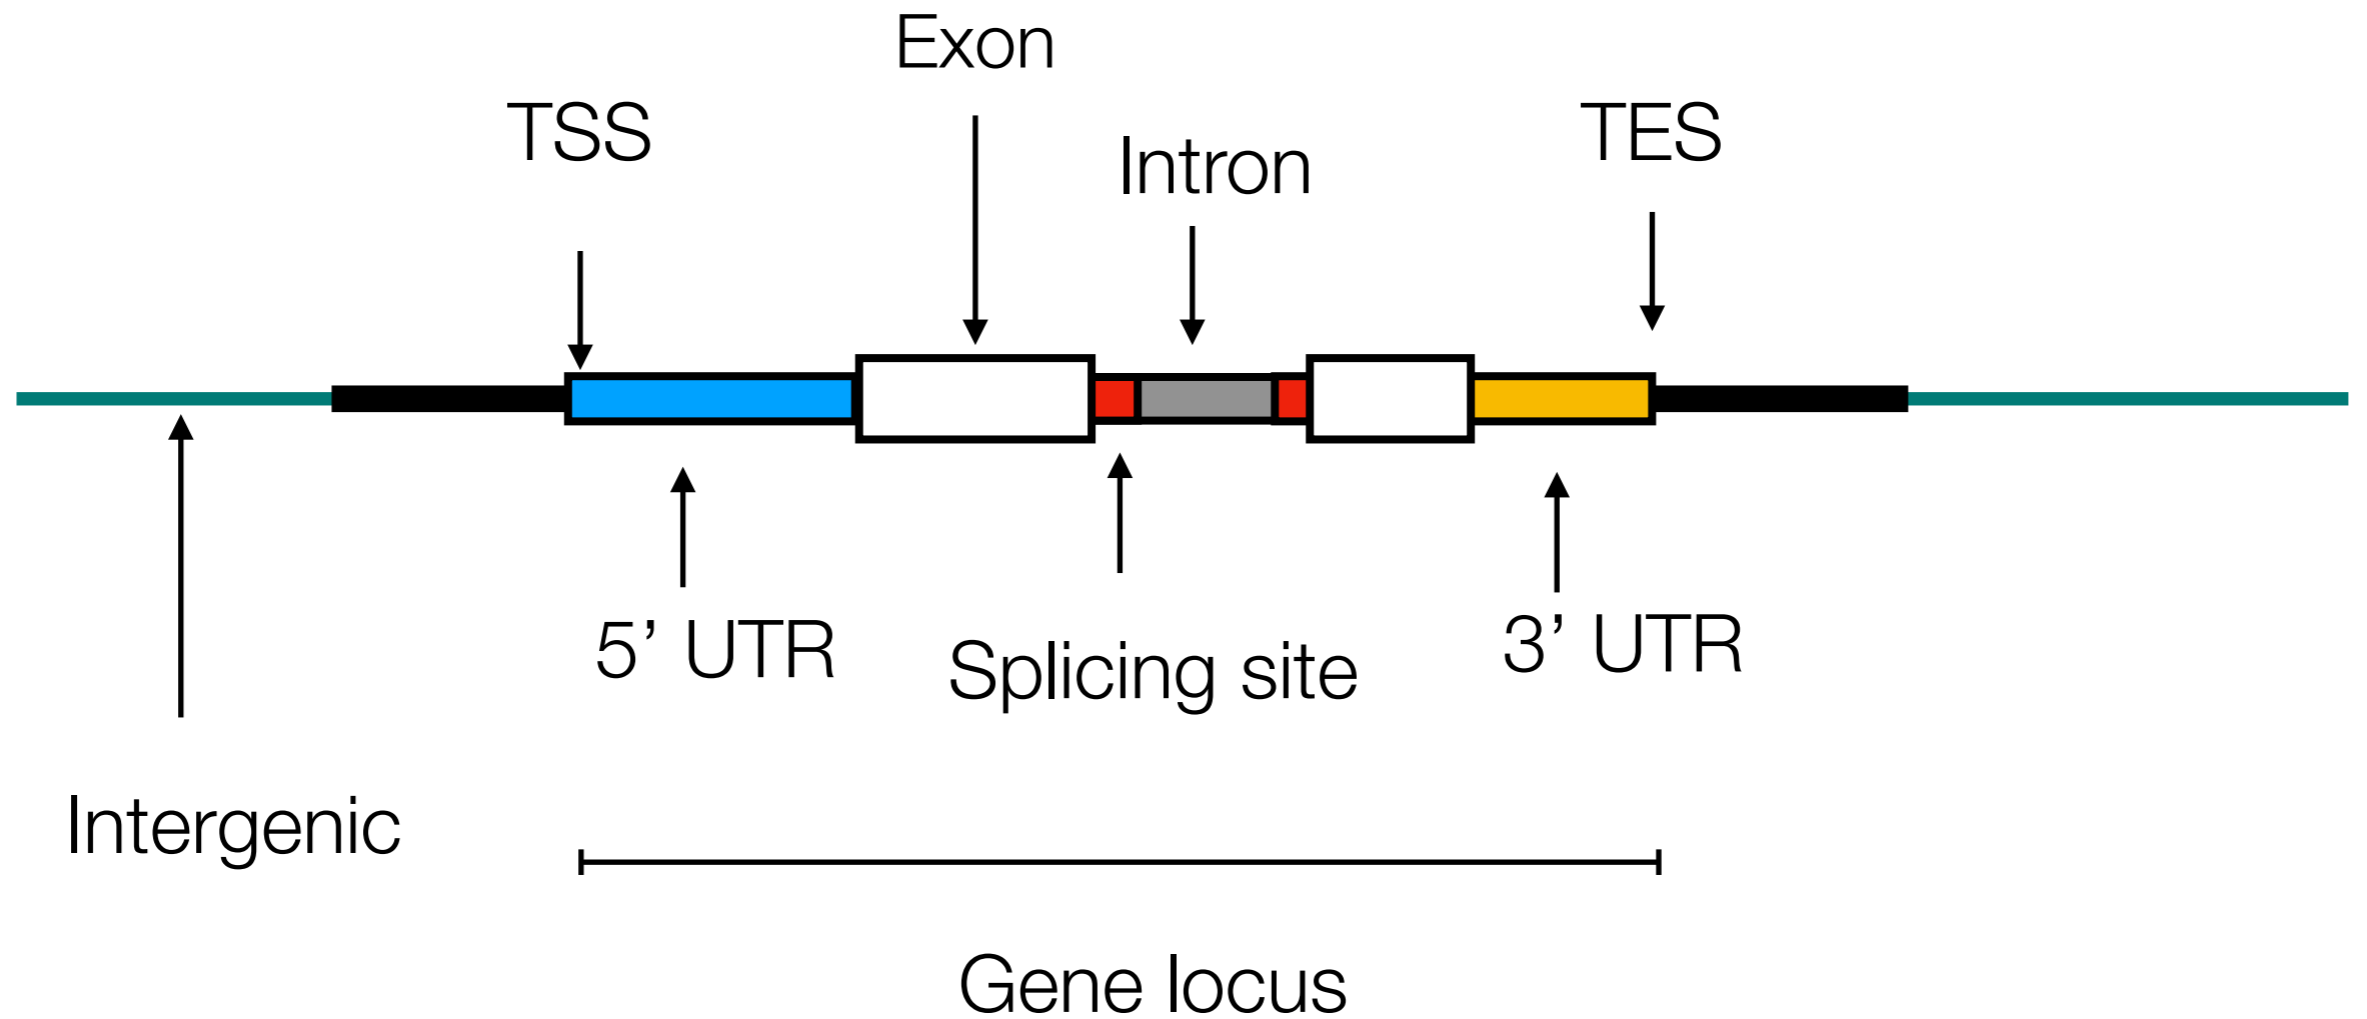 Exon
TSS
TES
Intron
5’ UTR
3’ UTR
Splicing site
Intergenic
Gene locus